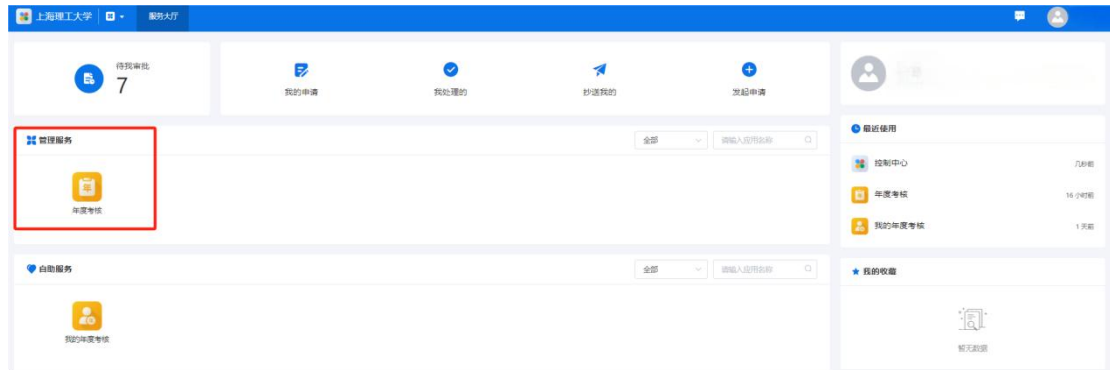 上海理工大学
服务大厅
待我审批
7
我的申请
我处理的
抄送我的
发起申请
管理服务
全部
请输入应用名称
年度考核
自助服务
全部
请输入应用名称
我的年度考核
最近使用
控制中心
几秒前
年度考核
16 小时前
我的年度考核
1 天前
我的收藏
暂无数据